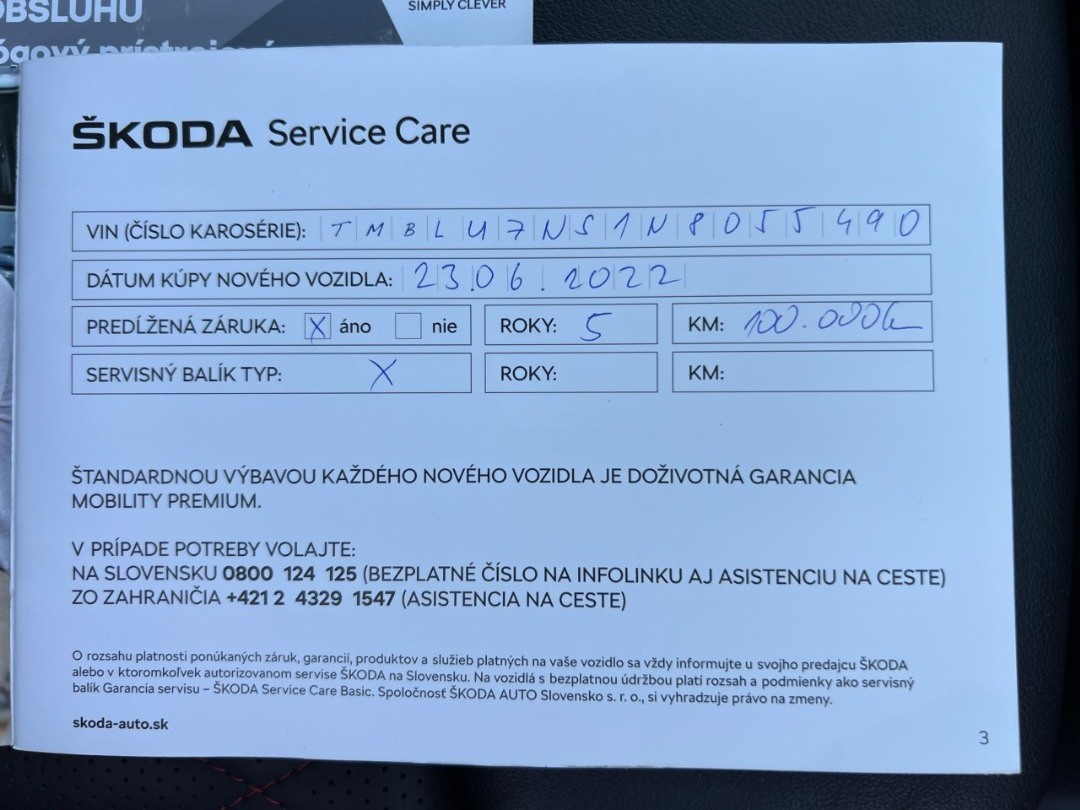 OBSLUHU
SIMPLY CLEVER
ŠKODA Service Care
VIN (ČÍSLO KAROSÉRIE): TMBLU7NS1N8055490
DÁTUM KÚPY NOVÉHO VOZIDLA: 23.06.2022
PREDĹŽENÁ ZÁRUKA: X áno nie ROKY: 5 KM: 100.000km
SERVISNÝ BALÍK TYP: X ROKY: KM:
ŠTANDARDNOU VÝBAVOU KAŽDÉHO NOVÉHO VOZIDLA JE DOŽIVOTNÁ GARANCIA
MOBILITY PREMIUM.
V PRÍPADE POTREBY VOLAJTE:
NA SLOVENSKU 0800 124 125 (BEZPLATNÉ ČÍSLO NA INFOLINKU AJ ASISTENCIU NA CESTE)
ZO ZAHRANIČIA +421 2 4329 1547 (ASISTENCIA NA CESTE)
O rozsahu platnosti ponúkaných záruk, garancií, produktov a služieb platných na vaše vozidlo sa vždy informujte u svojho predajcu ŠKODA
alebo v ktoromkoľvek autorizovanom servise ŠKODA na Slovensku. Na vozidlá s bezplatnou údržbou platí rozsah a podmienky ako servisný
balík Garancia servisu – ŠKODA Service Care Basic. Spoločnosť ŠKODA AUTO Slovensko s. r. o., si vyhradzuje právo na zmeny.
skoda-auto.sk
3